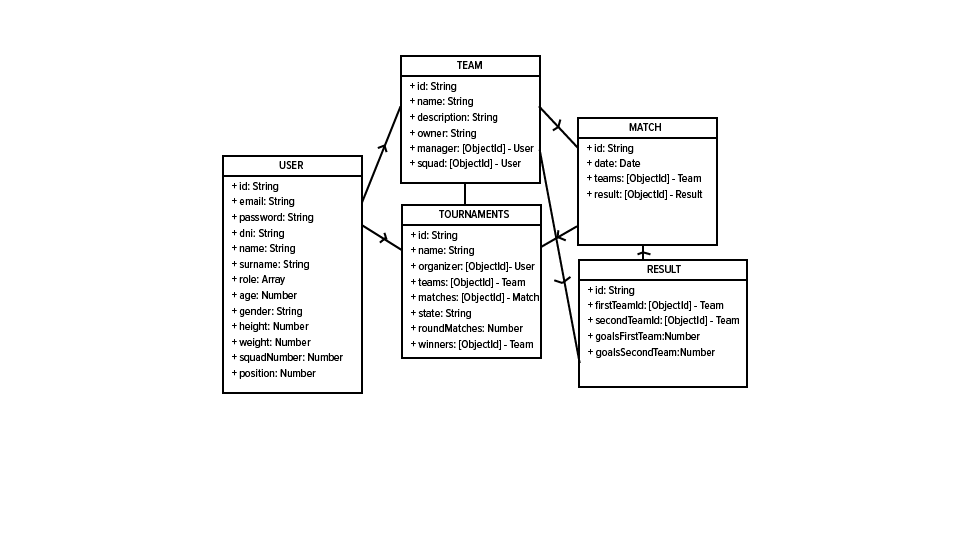 TEAM
+ id: String
+ name: String
+ description: String
+ owner: String
+ manager: [ObjectId] - User
+ squad: [ObjectId] - User
MATCH
+ id: String
+ date: Date
+ teams: [ObjectId] - Team
+ result: [ObjectId] - Result
USER
+ id: String
+ email: String
+ password: String
+ dni: String
+ name: String
+ surname: String
+ role: Array
+ age: Number
+ gender: String
+ height: Number
+ weight: Number
+ squadNumber: Number
+ position: Number
TOURNAMENTS
+ id: String
+ name: String
+ organizer: [ObjectId]- User
+ teams: [ObjectId] - Team
+ matches: [ObjectId] - Match
+ state: String
+ roundMatches: Number
+ winners: [ObjectId] - Team
RESULT
+ id: String
+ firstTeamId: [ObjectId] - Team
+ secondTeamId: [ObjectId] - Team
+ goalsFirstTeam:Number
+ goalsSecondTeam:Number